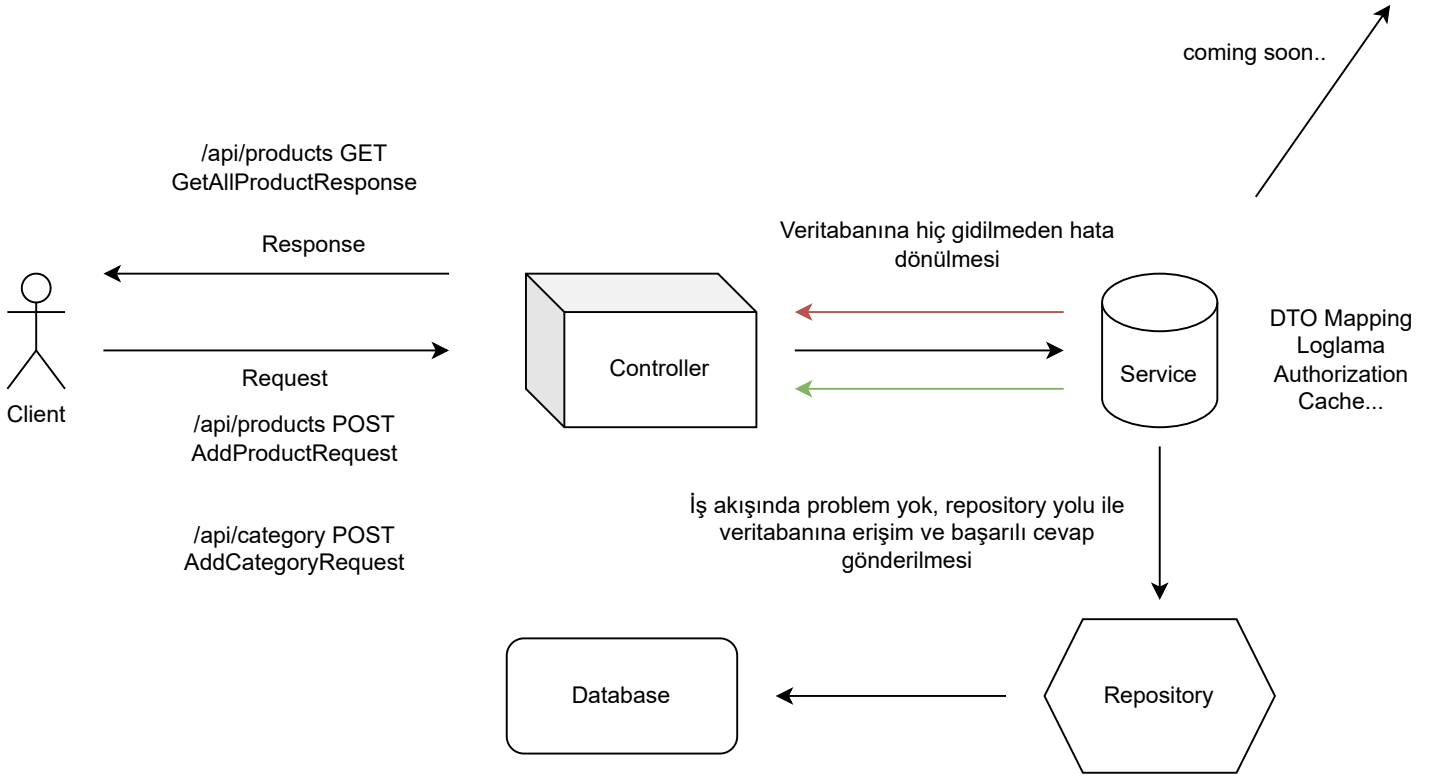 coming soon..
/api/products GET
GetAllProductResponse
Response
Veritabanına hiç gidilmeden hata
dönülmesi
Client
Request
/api/products POST
AddProductRequest
/api/category POST
AddCategoryRequest
Controller
Service
DTO Mapping
Loglama
Authorization
Cache...
İş akışında problem yok, repository yolu ile
veritabanına erişim ve başarılı cevap
gönderilmesi
Database
Repository